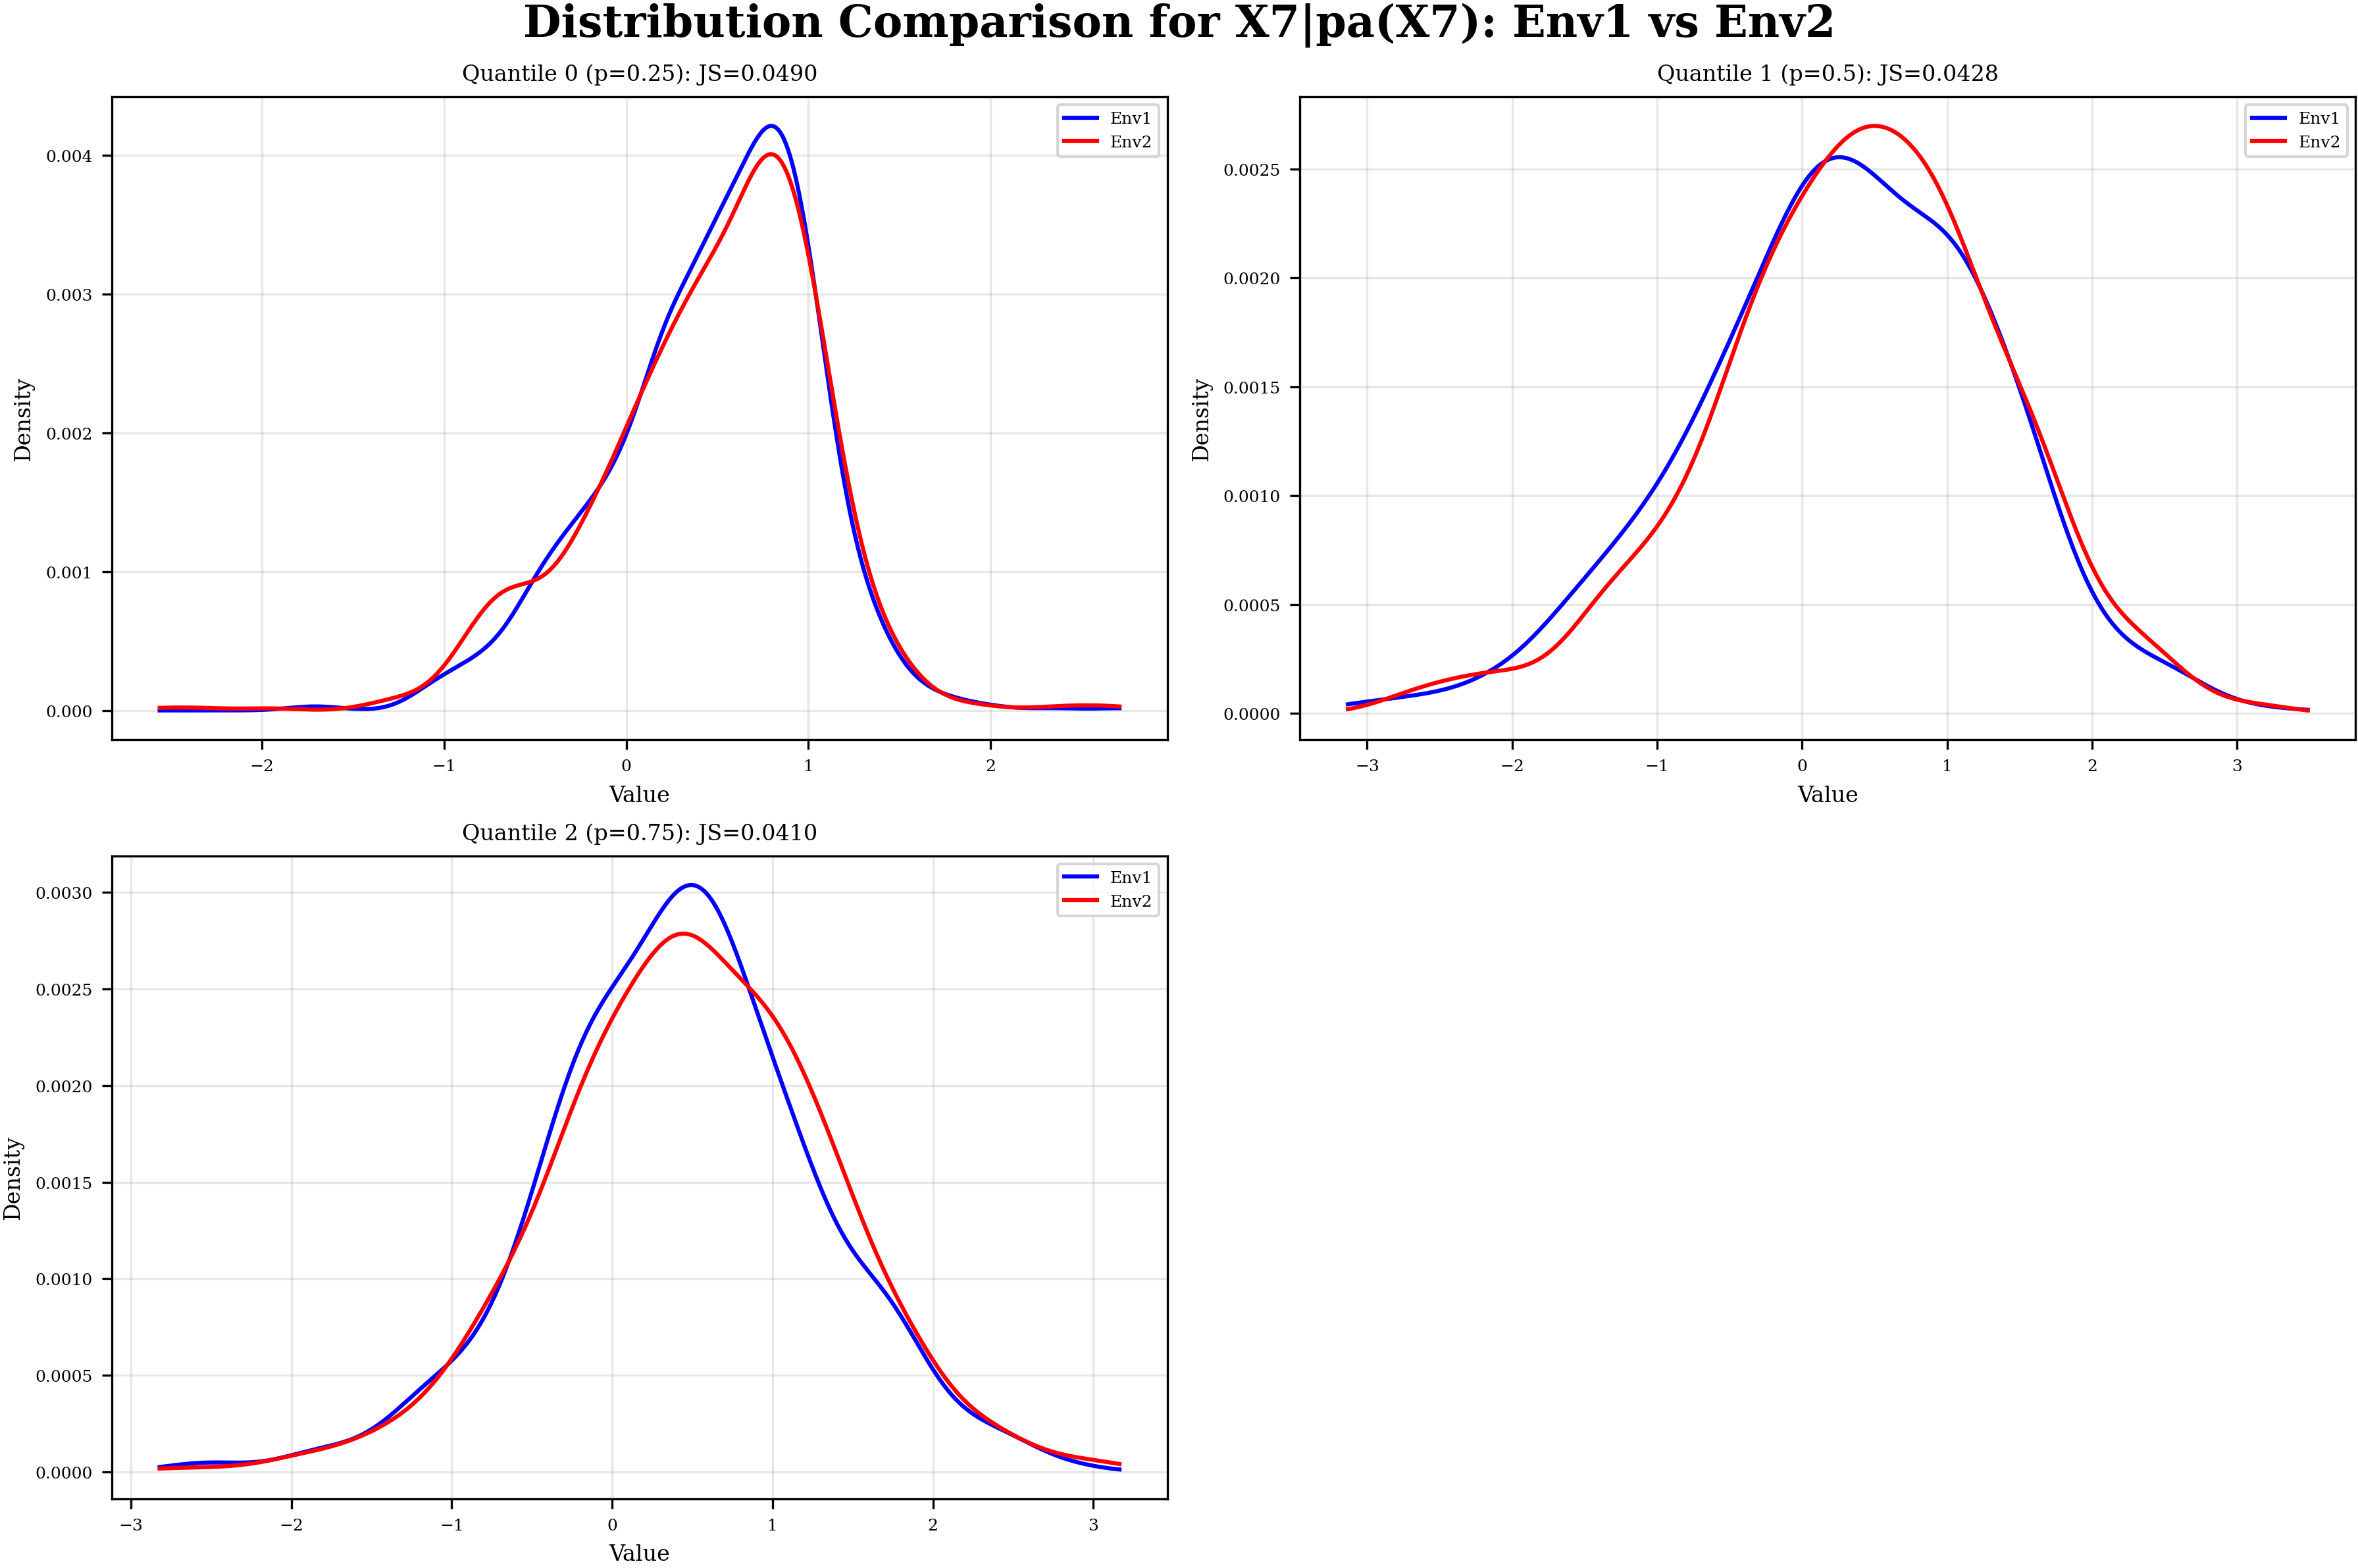 Distribution Comparison for X7|pa(X7): Env1 vs Env2
Quantile 0 (p=0.25): JS=0.0490
Env1
Env2
0.004
0.003
0.002
0.001
0.000
Density
−2
−1
0
1
2
Value
Quantile 1 (p=0.5): JS=0.0428
Env1
Env2
0.0025
0.0020
0.0015
0.0010
0.0005
0.0000
Density
−3
−2
−1
0
1
2
3
Value
Quantile 2 (p=0.75): JS=0.0410
Env1
Env2
0.0030
0.0025
0.0020
0.0015
0.0010
0.0005
0.0000
Density
−3
−2
−1
0
1
2
3
Value